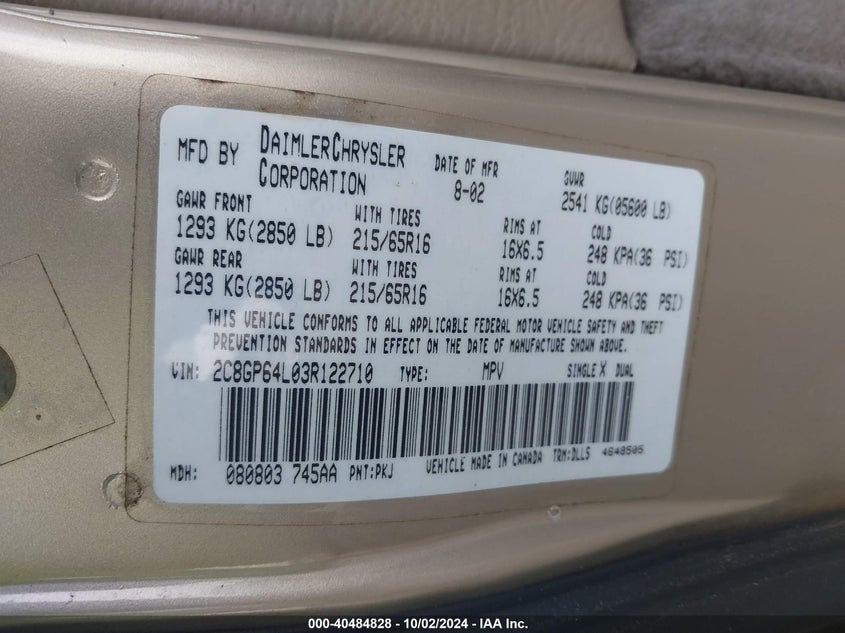 MFD BY DAIMLERCHRYSLER CORPORATION DATE OF MFR 8-02 GVWR 2541 KG(05600 LB)
GAWR FRONT WITH TIRES RIMS AT COLD
1293 KG(2850 LB) 215/65R16 16X6.5 248 KPA(36 PSI)
GAWR REAR WITH TIRES RIMS AT COLD
1293 KG(2850 LB) 215/65R16 16X6.5 248 KPA(36 PSI)
THIS VEHICLE CONFORMS TO ALL APPLICABLE FEDERAL MOTOR VEHICLE SAFETY AND THEFT
PREVENTION STANDARDS IN EFFECT ON THE DATE OF MANUFACTURE SHOWN ABOVE.
VIN: 2C8GP64L03R122710 TYPE: MPV SINGLE X DUAL
MDH: 080803 745AA PNT:PKJ VEHICLE MADE IN CANADA TRM:DLL5 4648505
000-40484828 - 10/02/2024 - IAA Inc.